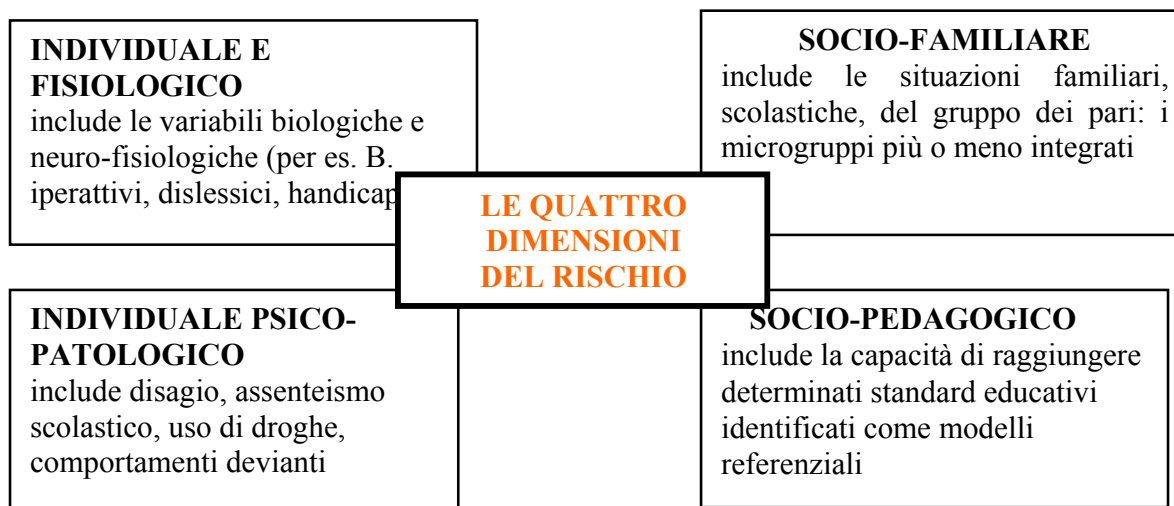 INDIVIDUALE E
FISIOLOGICO
include le variabili biologiche e
neuro-fisiologiche (per es. B.
iperattivi, dislessici, handicap
SOCIO-FAMILIARE
include le situazioni familiari,
scolastiche, del gruppo dei pari: i
microgruppi più o meno integrati
LE QUATTRO
DIMENSIONI
DEL RISCHIO
INDIVIDUALE PSICO-
PATOLOGICO
include disagio, assenteismo
scolastico, uso di droghe,
comportamenti devianti
SOCIO-PEDAGOGICO
include la capacità di raggiungere
determinati standard educativi
identificati come modelli
referenziali